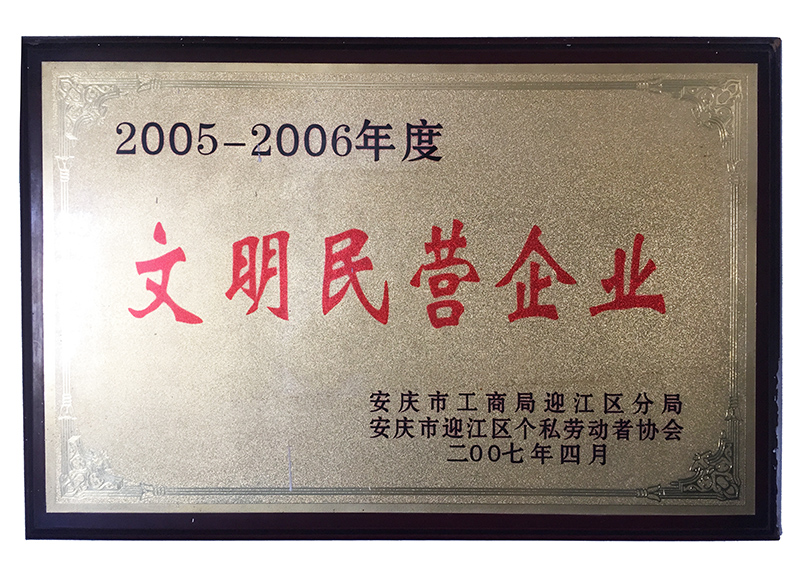 2005-2006年度
文明民营企业
安庆市工商局迎江区分局
安庆市迎江区个私劳动者协会
二00七年四月